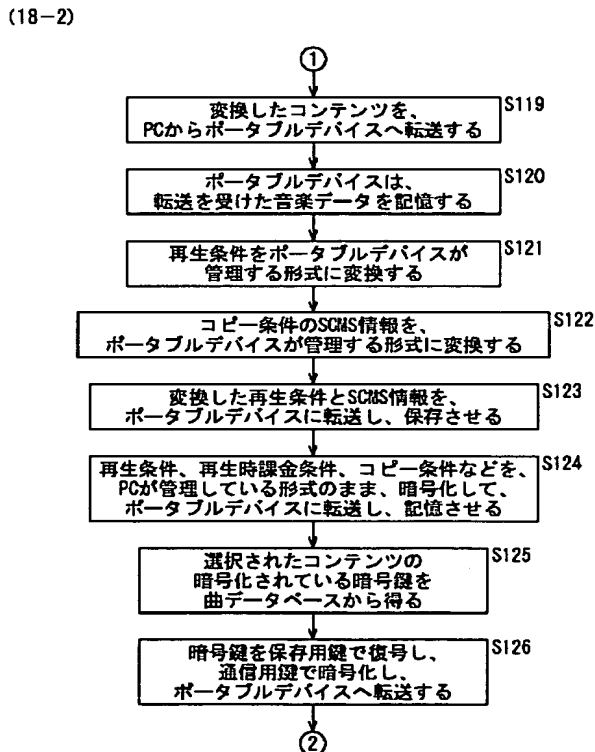 (18-2)
①
変換したコンテンツを、
PCからポータブルデバイスへ転送する
S119
ポータブルデバイスは、
転送を受けた音楽データを記憶する
S120
再生条件をポータブルデバイスが
管理する形式に変換する
S121
コピー条件のSCMS情報を、
ポータブルデバイスが管理する形式に変換する
S122
変換した再生条件とSCMS情報を、
ポータブルデバイスに転送し、保存させる
S123
再生条件、再生時課金条件、コピー条件などを、
PCが管理している形式のまま、暗号化して、
ポータブルデバイスに転送し、記憶させる
S124
選択されたコンテンツの
暗号化されている暗号鍵を
曲データベースから得る
S125
暗号鍵を保存用鍵で復号し、
通信用鍵で暗号化し、
ポータブルデバイスへ転送する
S126
②